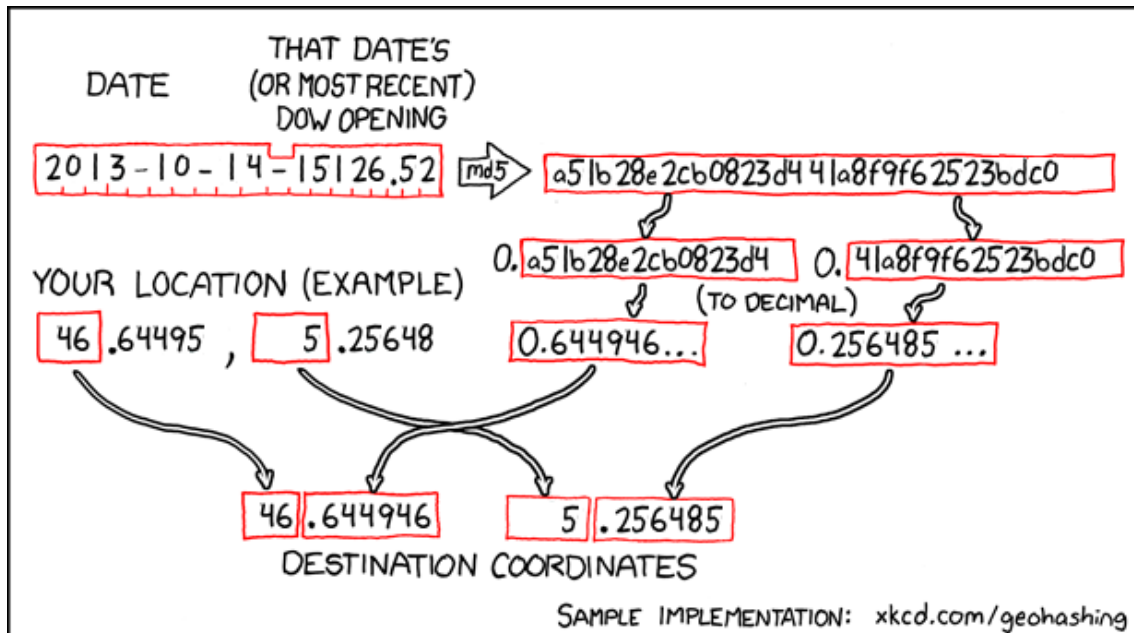 DATE
THAT DATE'S
(OR MOST RECENT)
DOW OPENING
2013-10-14-15126.52
md5
a51b28e2cb0823d441a8f9f62523bdc0
0.a51b28e2cb0823d4
0.41a8f9f62523bdc0
YOUR LOCATION (EXAMPLE)
(TO DECIMAL)
46.64495, 5.25648
0.644946...
0.256485...
46.644946 5.256485
DESTINATION COORDINATES
SAMPLE IMPLEMENTATION: xkcd.com/geohashing